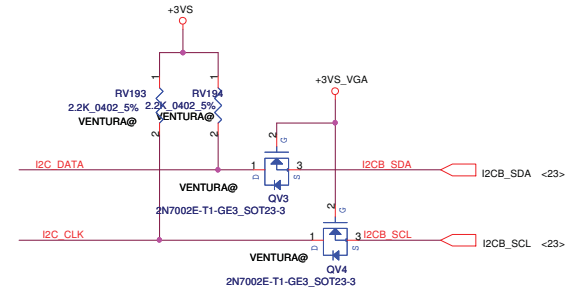 +3VS
1
1
RV193
RV194
2.2K_0402_5%
2.2K_0402_5%
VENTURA@
VENTURA@
2
2
+3VS_VGA
2
G
I2C_DATA
1
3
I2CB_SDA
I2CB_SDA <23>
D
S
VENTURA@
QV3
2N7002E-T1-GE3_SOT23-3
2
G
I2C_CLK
1
3
I2CB_SCL
I2CB_SCL <23>
D
S
VENTURA@
QV4
2N7002E-T1-GE3_SOT23-3